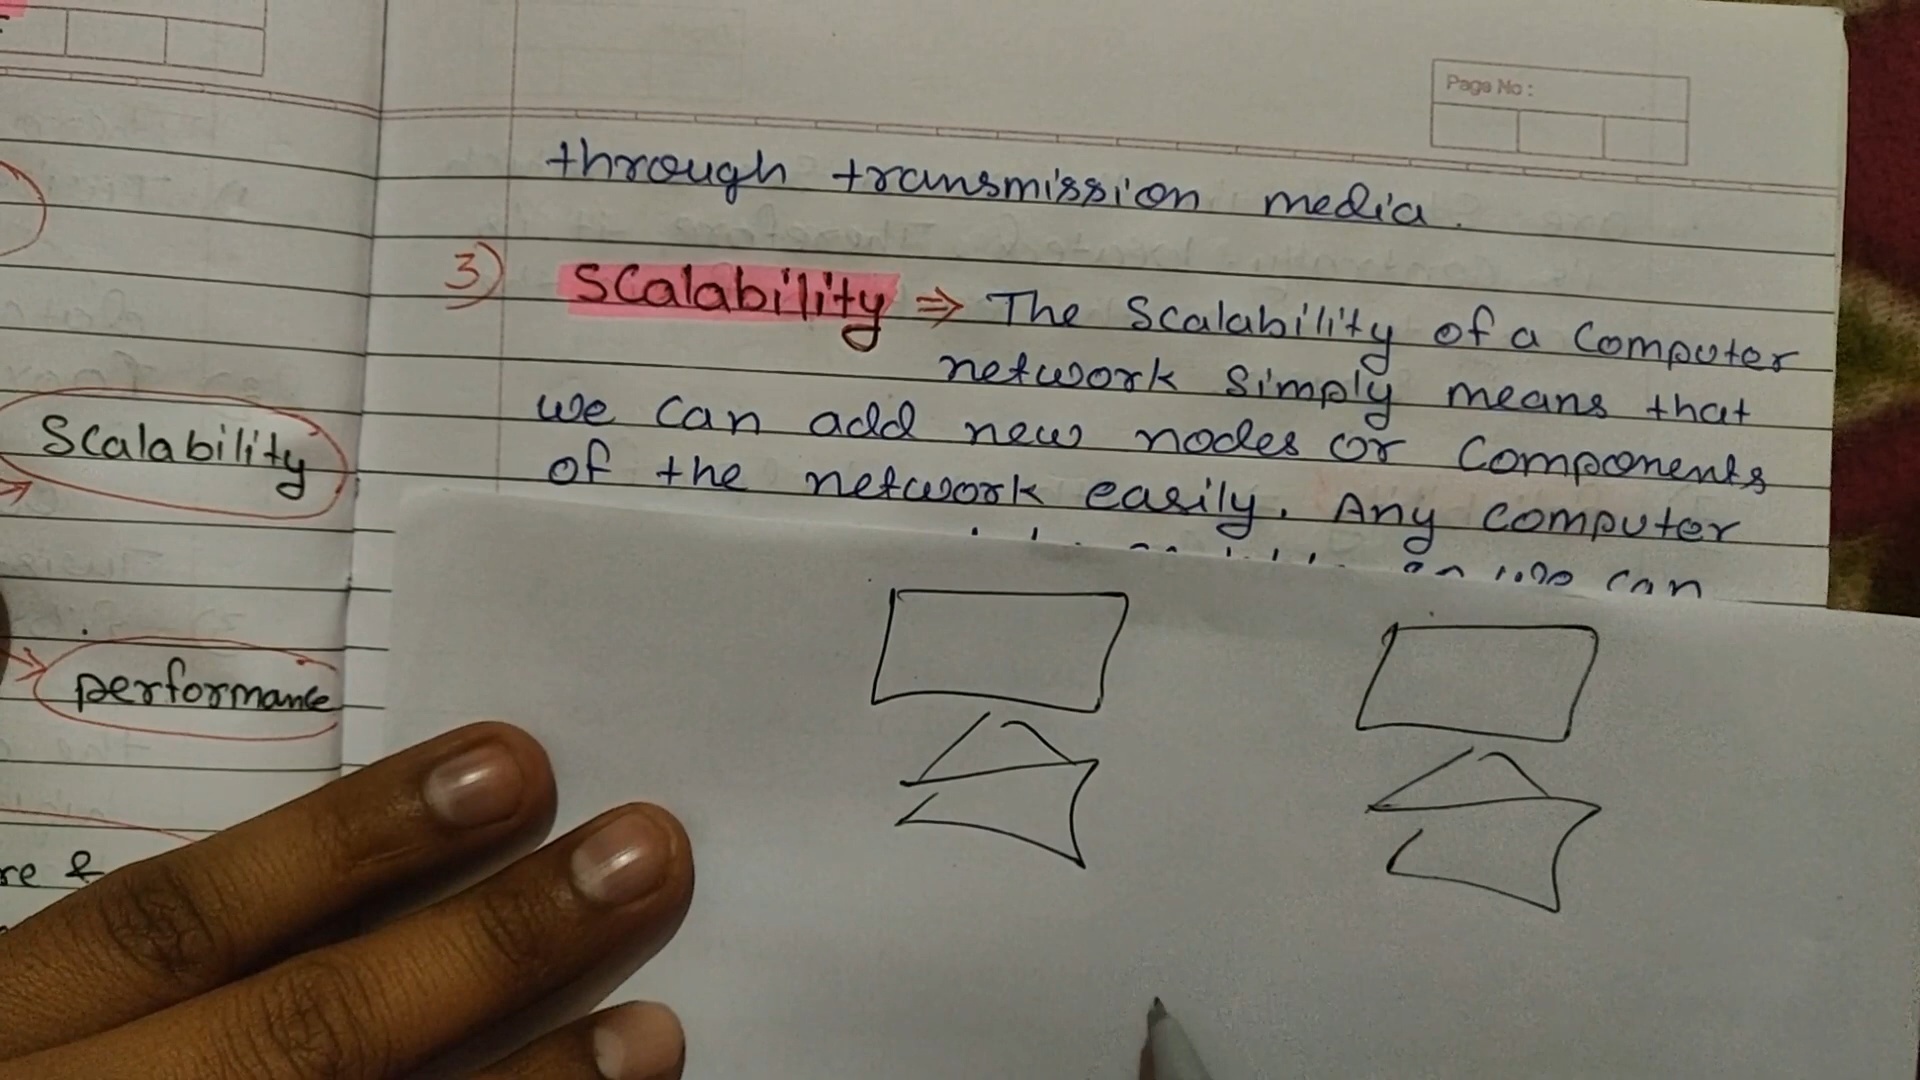 Page No :
through transmission media.
3) Scalability ⇒ The Scalability of a Computer
network simply means that
we can add new nodes or Components
of the network easily. Any computer
can
Scalability
performance
re &